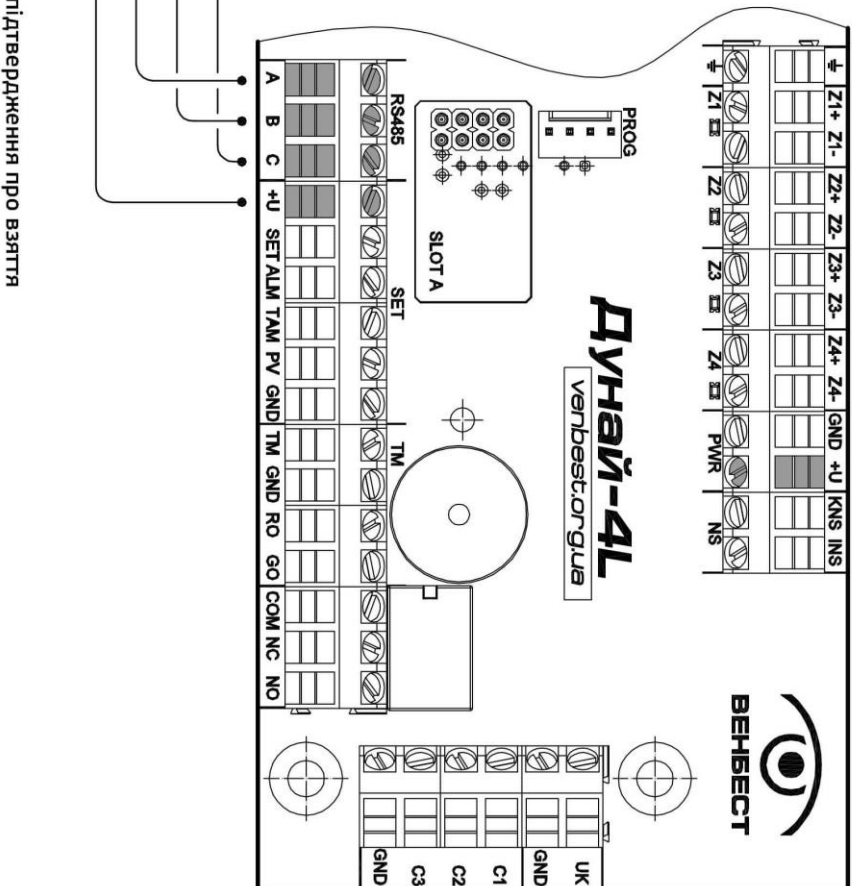 підтвердження про взяття
A
B
C
+U
SET ALM TAM PV GND
TM GND RO GO
COM NC NO
RS485
SET
TM
SLOT A
PROG
Дунай-4L
venbest.org.ua
Z1
Z2
Z3
Z4
PWR
NS
Z1+ Z1-
Z2+ Z2-
Z3+ Z3-
Z4+ Z4-
GND +U
KNS INS
ВЕНБЕСТ
GND
C3
C2
C1
GND
UK